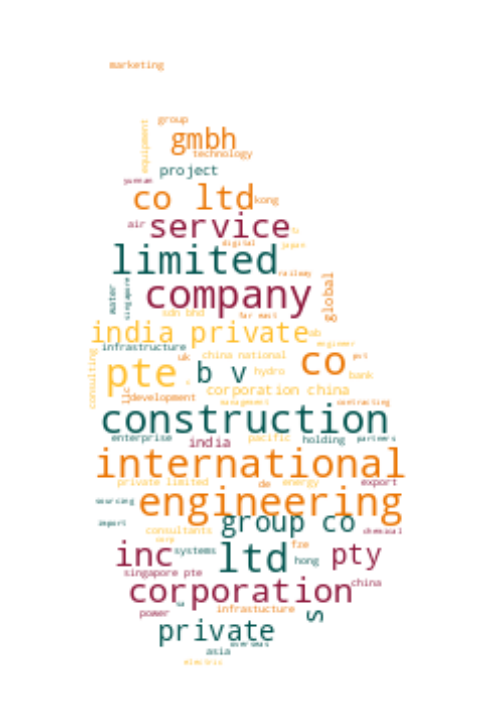 marketing
group
equipment
gmbh
technology
project
yunnan
co ltd
kong
air
service
digital
japan
limited
railway
water
singapore
company
global
sdn bhd
far east
india private
engineer
infrastructure
consulting
uk
china national
co
pte
b v
hydro
bank
corporation china
llc
development
management
contracting
construction
enterprise
india
pacific
holding
partners
international
private limited
de
energy
export
sourcing
engineering
import
group co
consultants
chemical
corp
inc
systems
ltd
fze
hong
pty
singapore pte
china
corporation
power
infrastucture
s
private
overseas
asia
electric